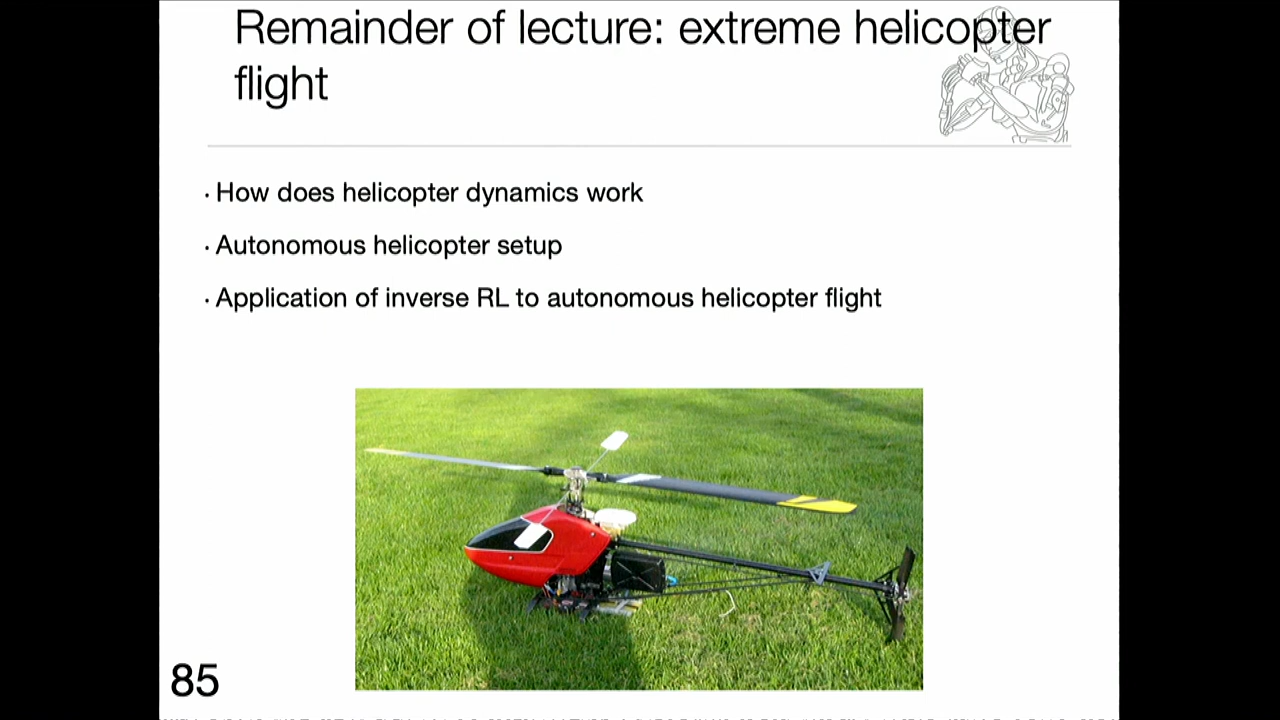 Remainder of lecture: extreme helicopter
flight
· How does helicopter dynamics work
· Autonomous helicopter setup
· Application of inverse RL to autonomous helicopter flight
85